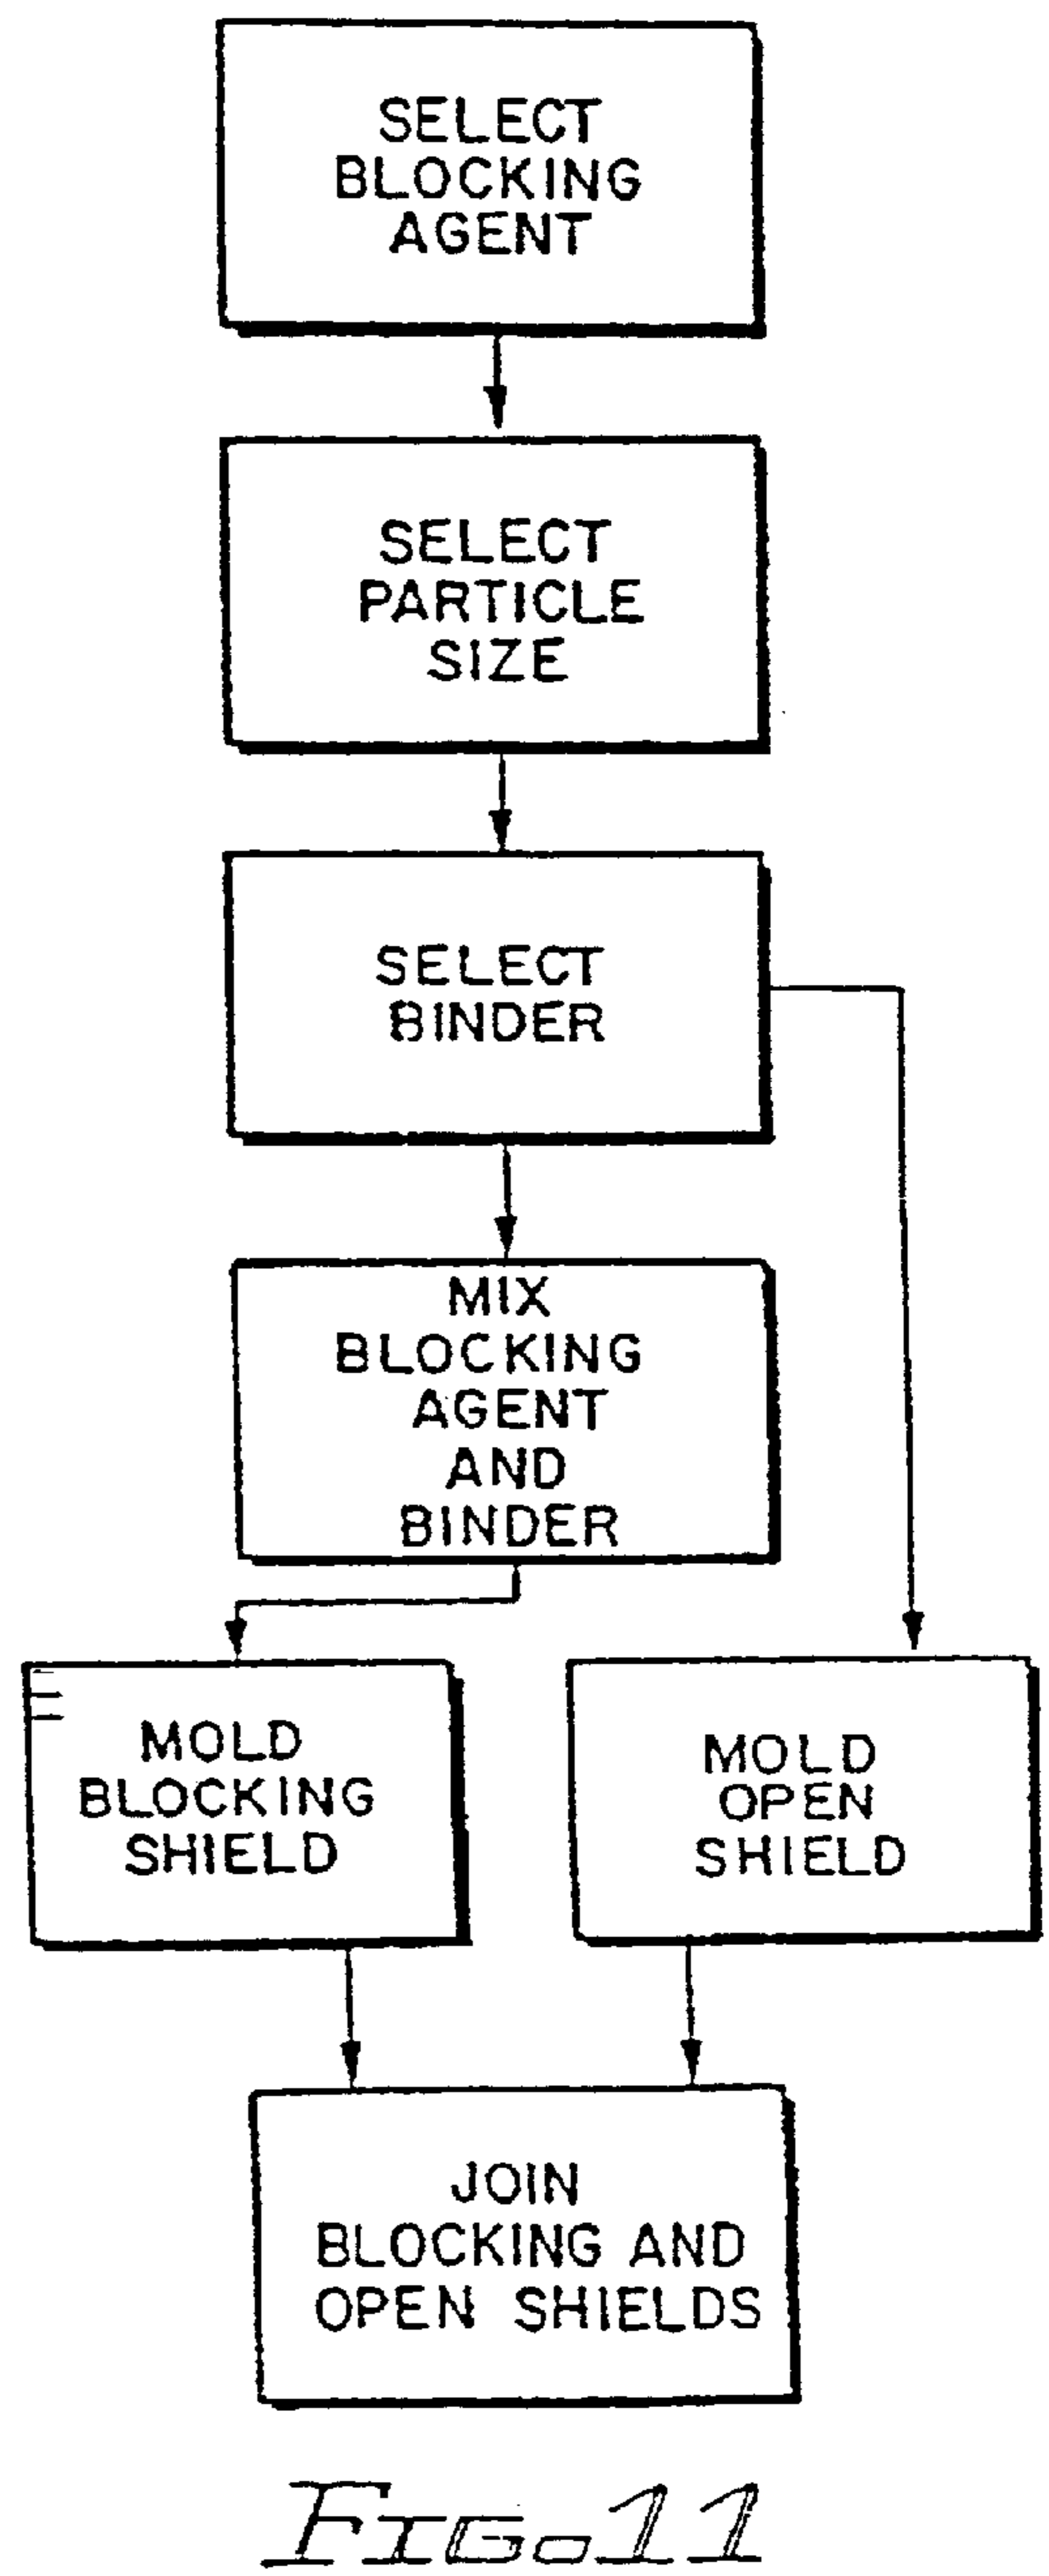 SELECT
BLOCKING
AGENT
SELECT
PARTICLE
SIZE
SELECT
BINDER
MIX
BLOCKING
AGENT
AND
BINDER
MOLD
BLOCKING
SHIELD
MOLD
OPEN
SHIELD
JOIN
BLOCKING AND
OPEN SHIELDS
FIG. 11